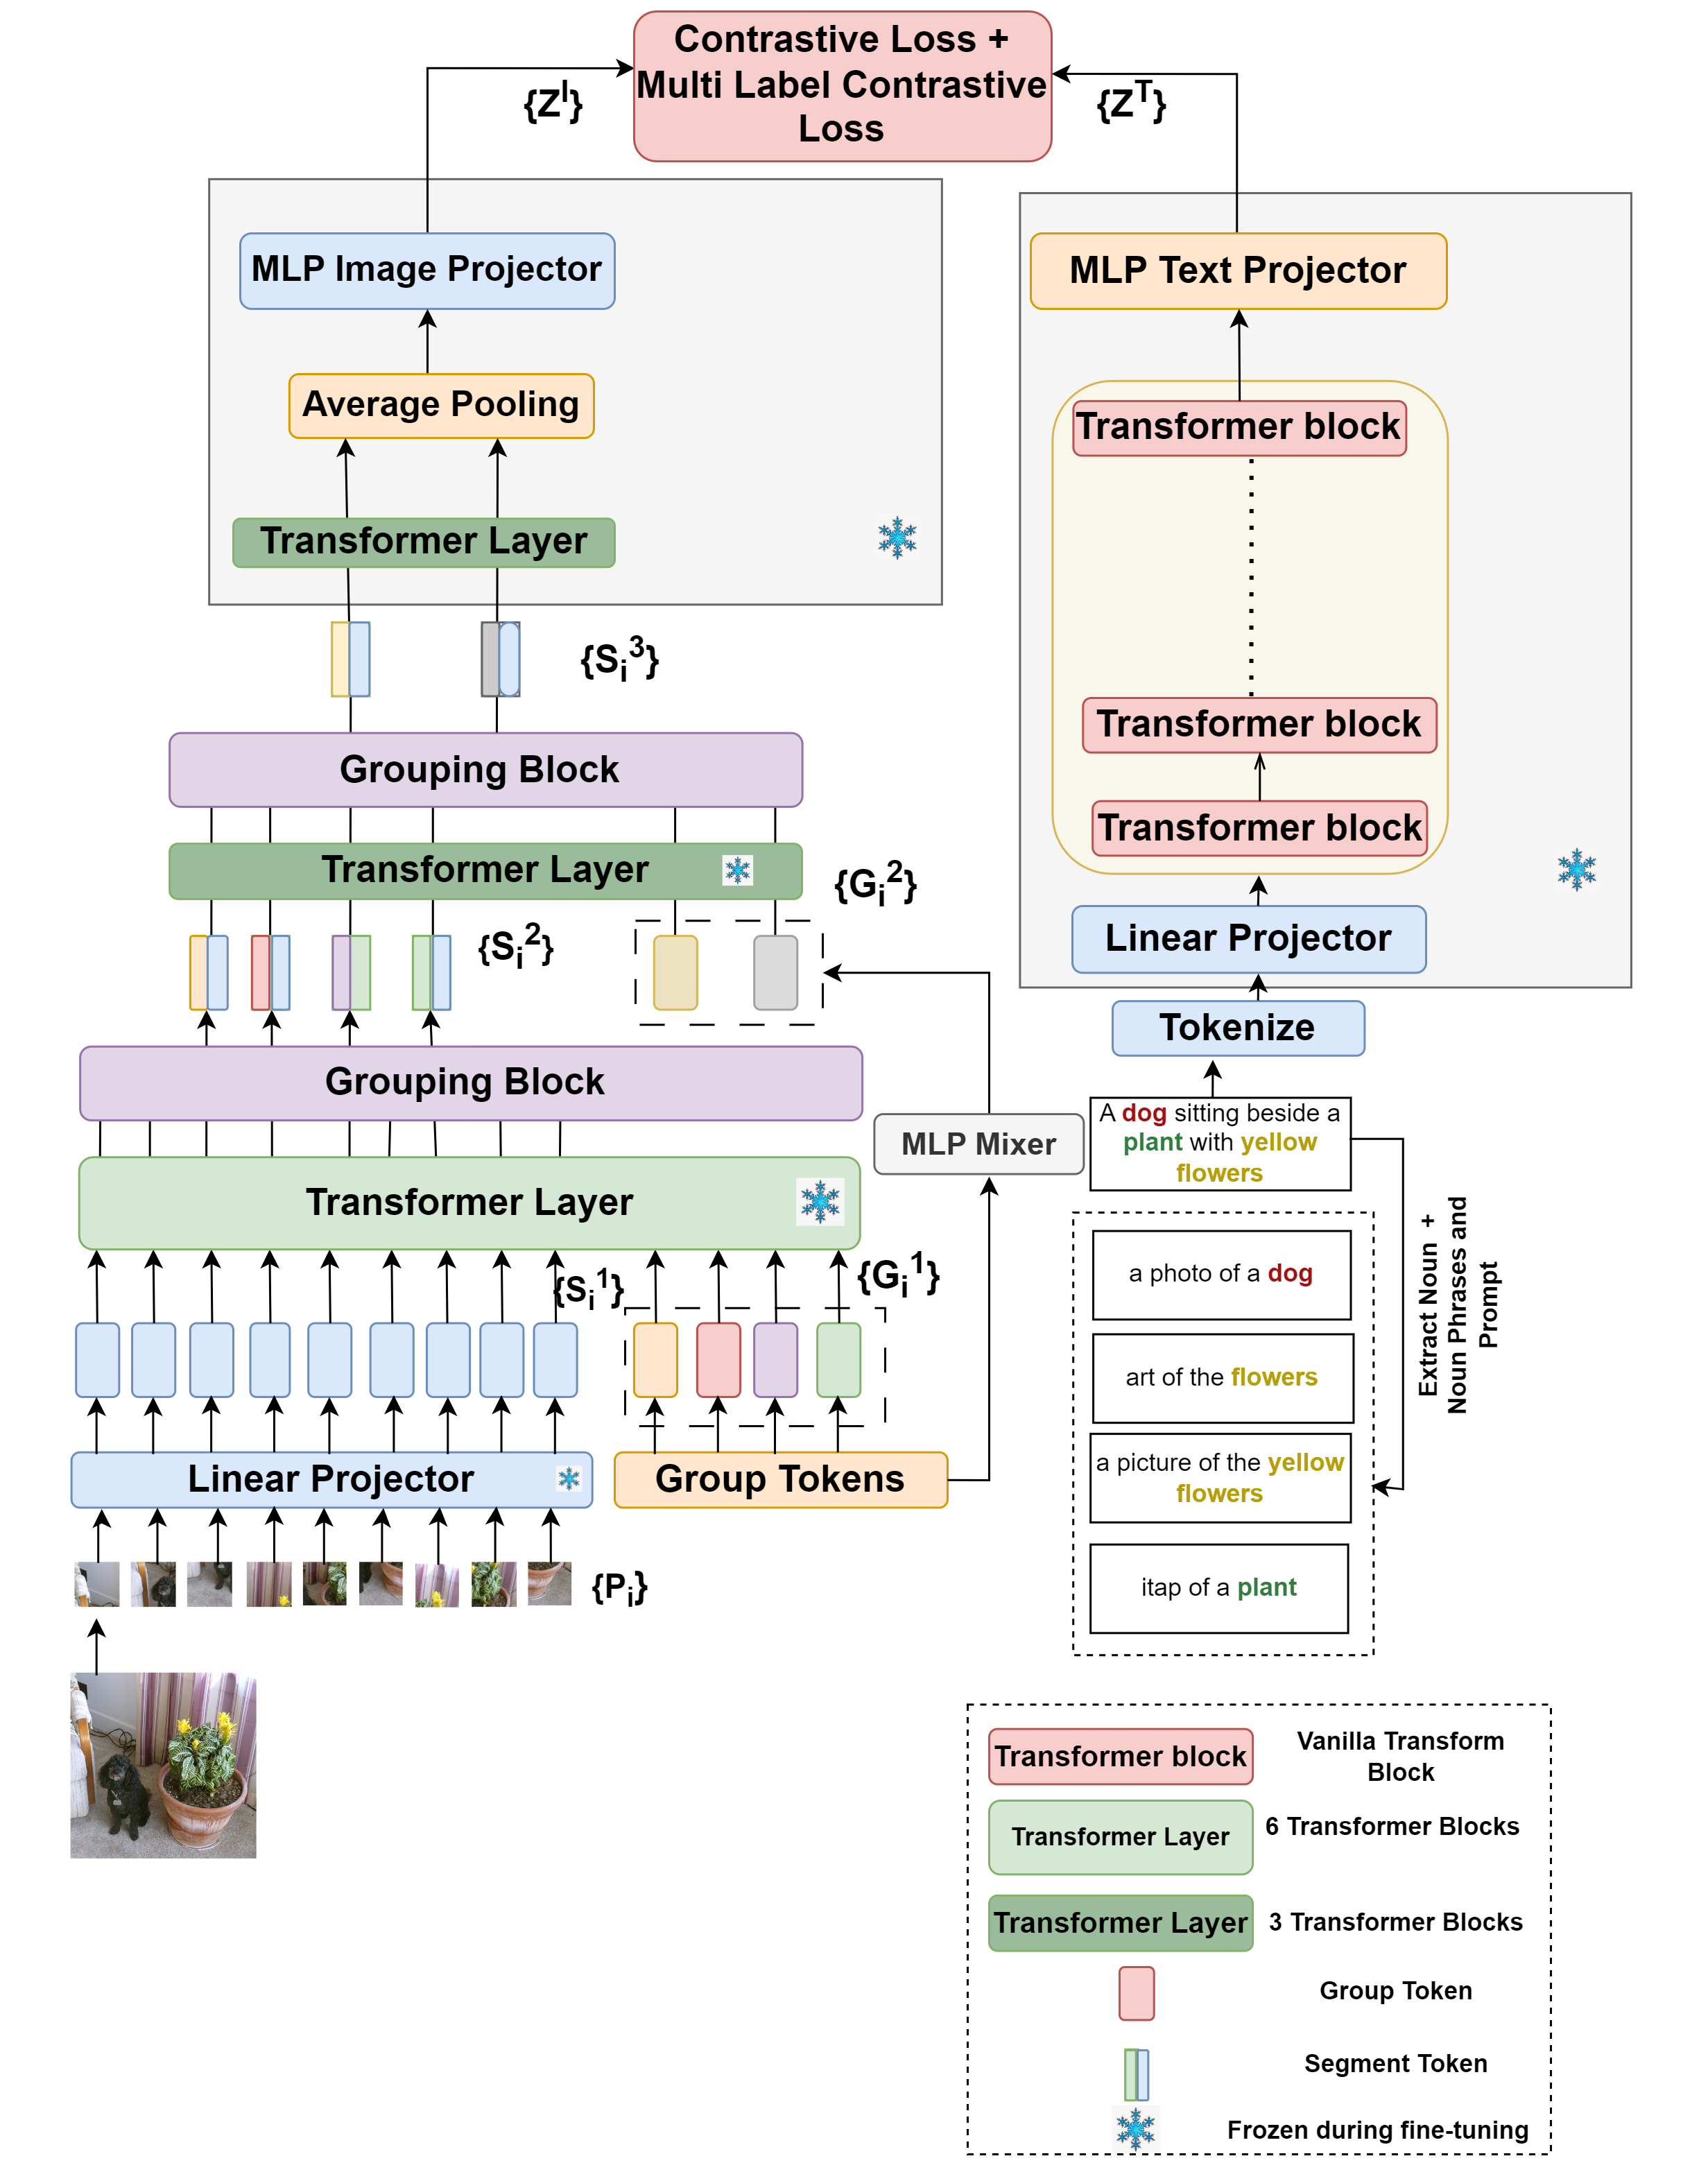 Contrastive Loss +
Multi Label Contrastive
Loss
{Z^I}
{Z^T}
MLP Image Projector
MLP Text Projector
Average Pooling
Transformer block
Transformer Layer
{S_i^3}
Transformer block
Grouping Block
Transformer block
Transformer Layer
{G_i^2}
Linear Projector
{S_i^2}
Tokenize
Grouping Block
A dog sitting beside a
plant with yellow
flowers
MLP Mixer
Transformer Layer
Extract Noun +
Noun Phrases and
Prompt
{S_i^1}
{G_i^1}
a photo of a dog
art of the flowers
a picture of the yellow
flowers
itap of a plant
Linear Projector
Group Tokens
{P_i}
Transformer block
Vanilla Transform
Block
Transformer Layer
6 Transformer Blocks
Transformer Layer
3 Transformer Blocks
Group Token
Segment Token
Frozen during fine-tuning